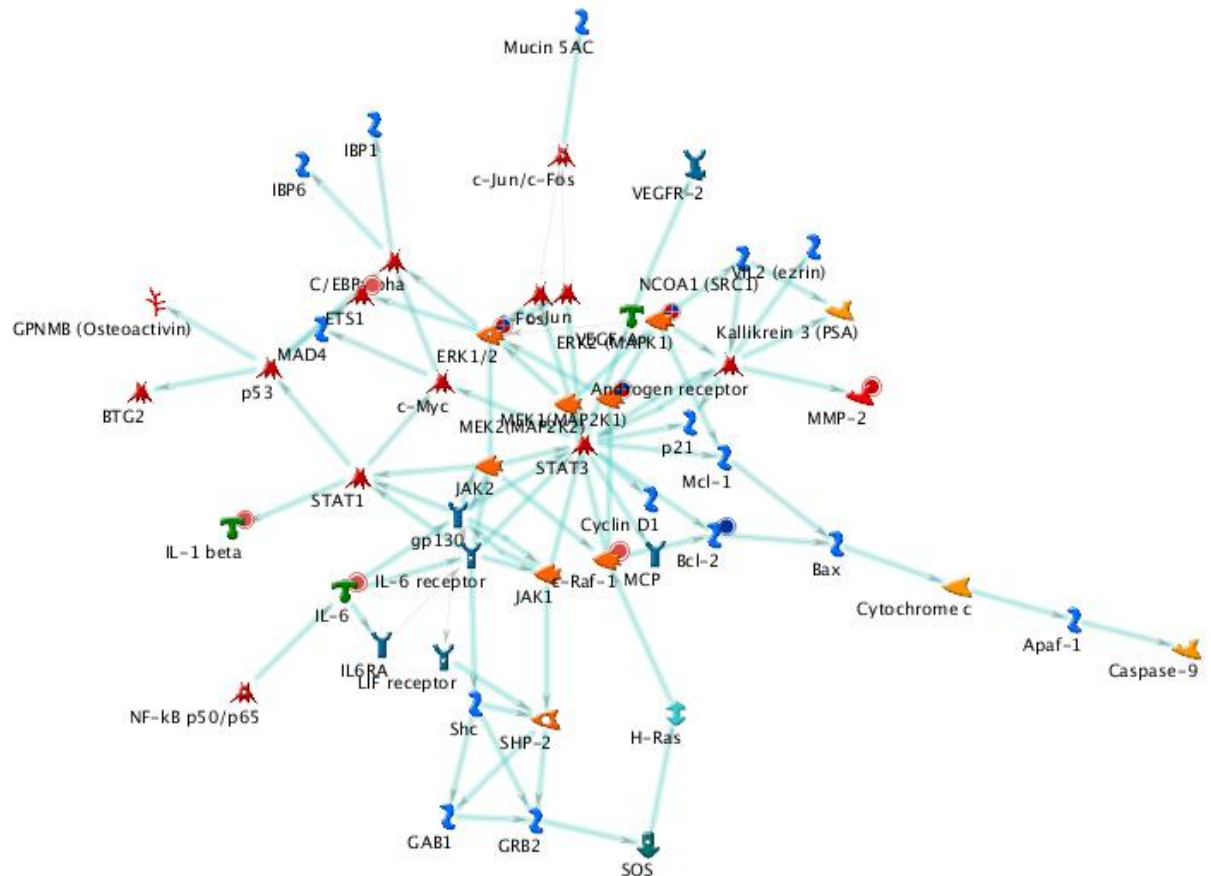 Mucin 5AC
IBP1
c-Jun/c-Fos
IBP6
VEGFR-2
VIL2 (ezrin)
NCOA1 (SRC1)
C/EBPalpha
GPNMB (Osteoactivin)
ETS1
c-Jun
Kallikrein 3 (PSA)
ERK2 (MAPK1)
VEGF-A
MAD4
ERK1/2
p53
Androgen receptor
BTG2
c-Myc
MMP-2
MEK1(MAP2K1)
MEK2(MAP2K2)
p21
STAT3
Mcl-1
JAK2
STAT1
Cyclin D1
gp130
IL-1 beta
Bcl-2
Bax
IL-6 receptor
c-Raf-1
MCP
JAK1
Cytochrome c
IL-6
Apaf-1
IL6RA
Caspase-9
LIF receptor
NF-kB p50/p65
Shc
H-Ras
SHP-2
GAB1
GRB2
SOS